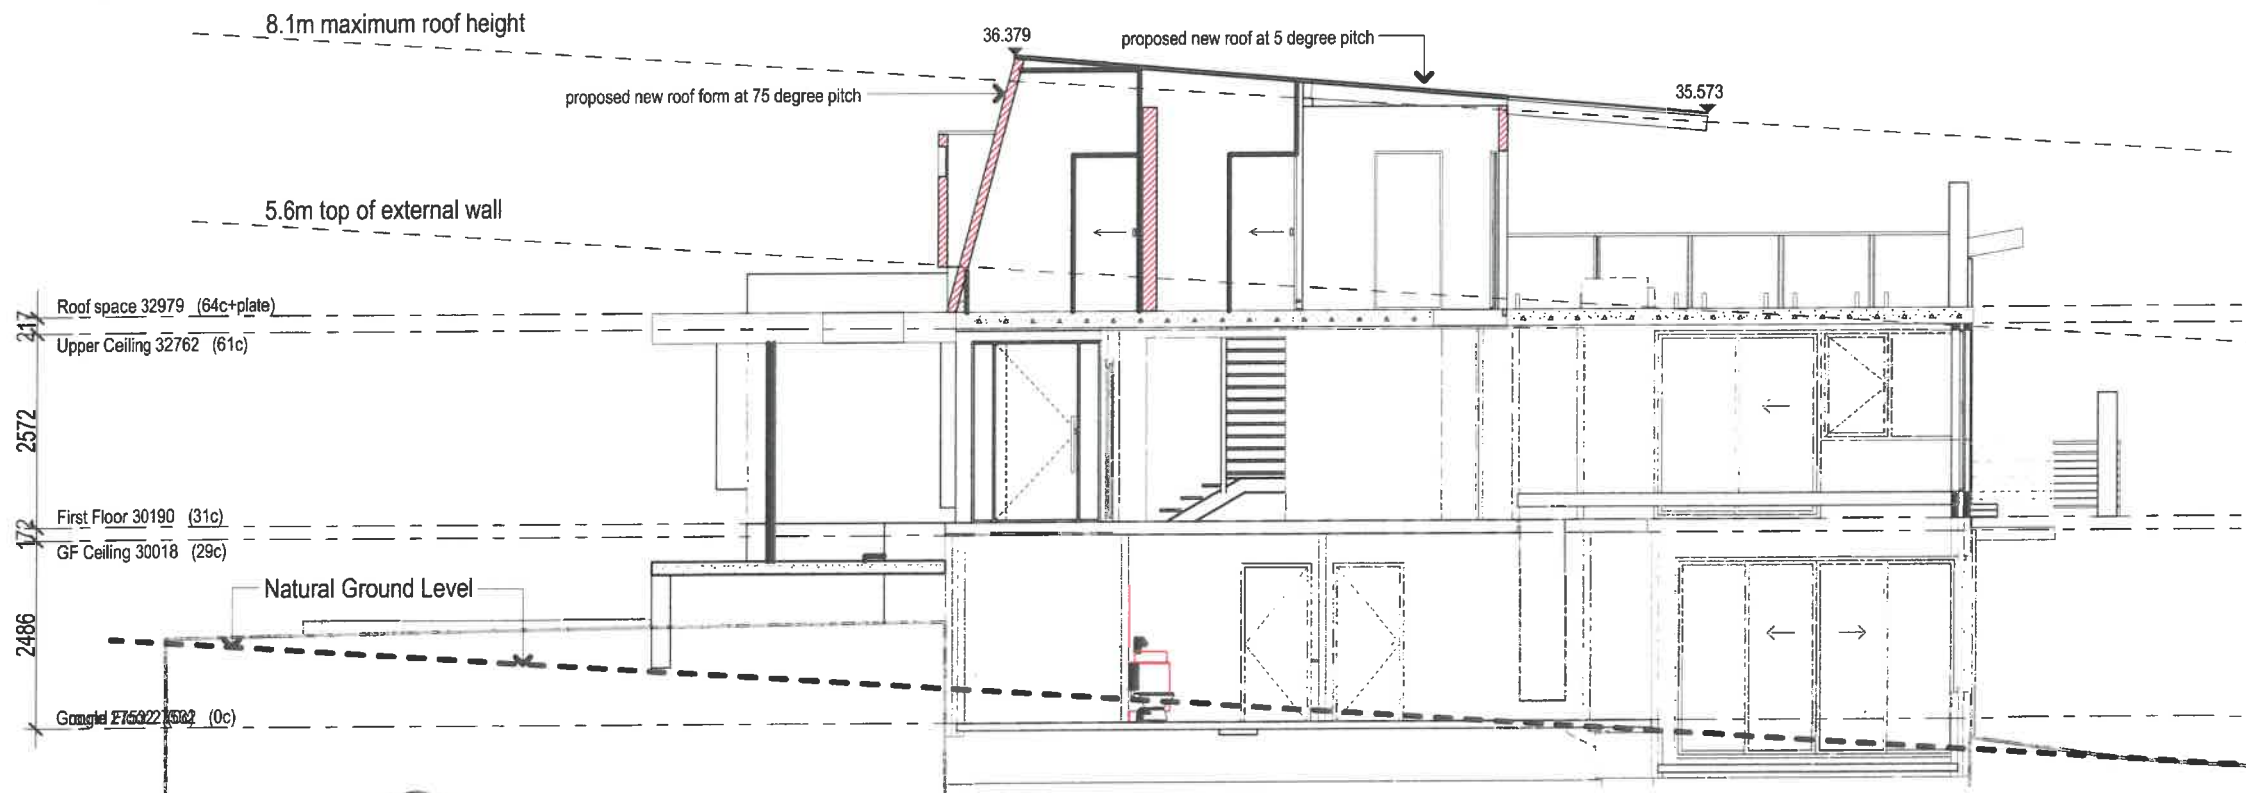 8.1m maximum roof height
36.379
proposed new roof at 5 degree pitch
proposed new roof form at 75 degree pitch
35.573
5.6m top of external wall
Roof space 32979 (64c+plate)
217
Upper Ceiling 32762 (61c)
2572
First Floor 30190 (31c)
172
GF Ceiling 30018 (29c)
Natural Ground Level
2486
(0c)